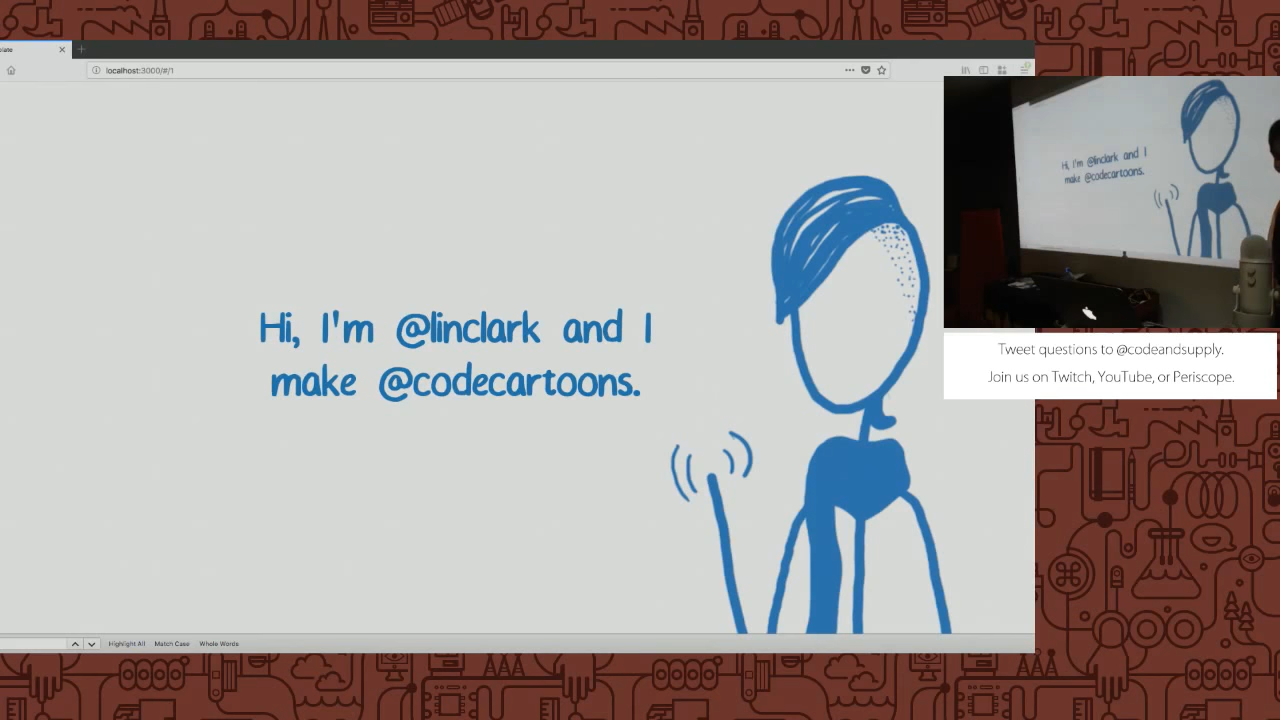 localhost:3000/#/1
Hi, I'm @linclark and I
make @codecartoons.
Hi, I'm @linclark and I
make @codecartoons.
Tweet questions to @codeandsupply.
Join us on Twitch, YouTube, or Periscope.
Highlight All Match Case Whole Words